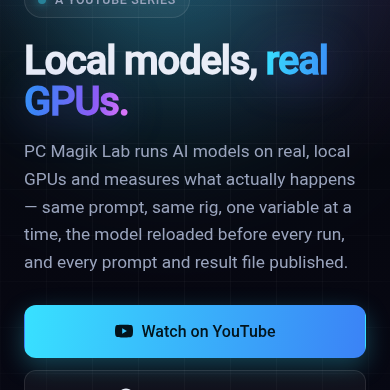 A YOUTUBE SERIES
Local models, real
GPUs.
PC Magik Lab runs AI models on real, local
GPUs and measures what actually happens
— same prompt, same rig, one variable at a
time, the model reloaded before every run,
and every prompt and result file published.
Watch on YouTube